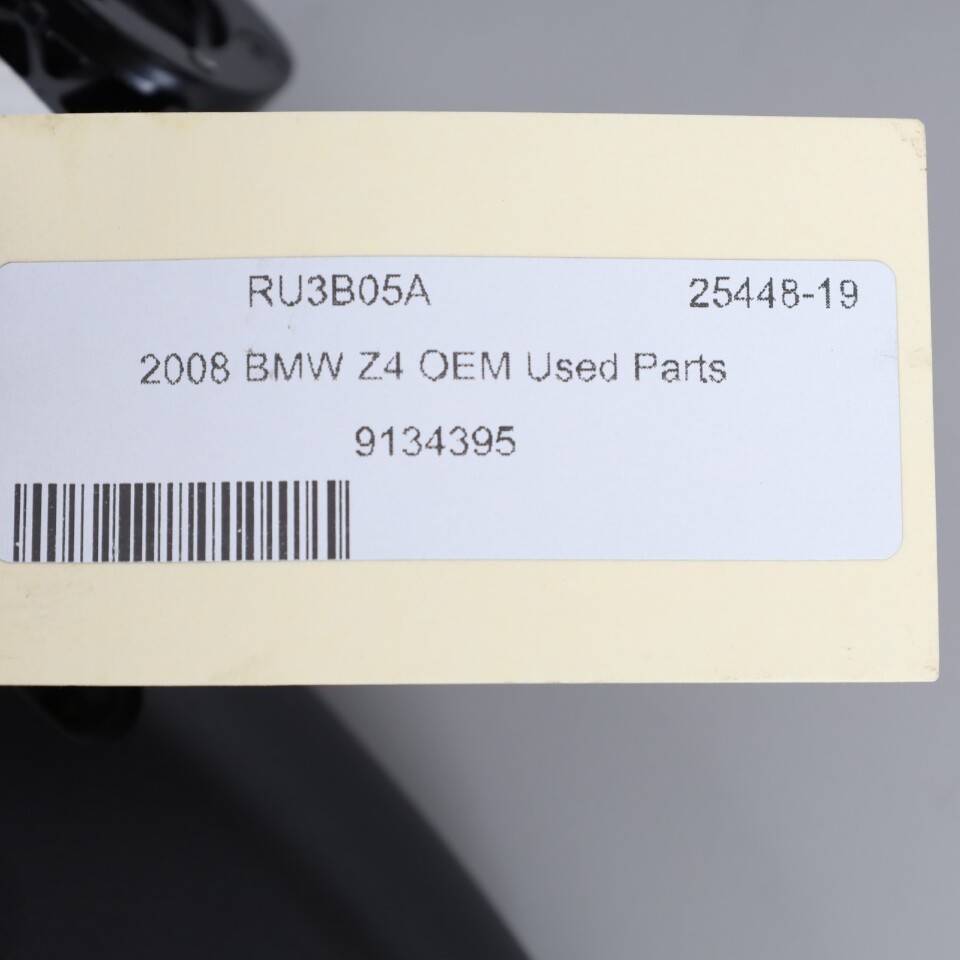 RU3B05A 25448-19
2008 BMW Z4 OEM Used Parts
9134395